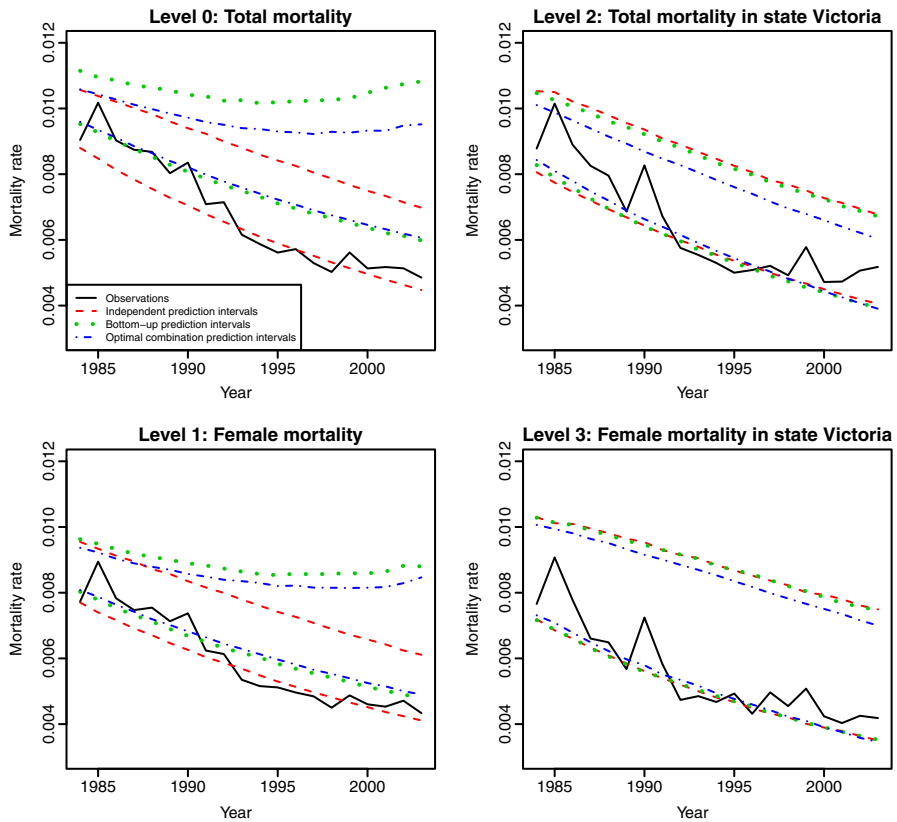 Level 0: Total mortality
Mortality rate
0.004 0.006 0.008 0.010 0.012
Observations
Independent prediction intervals
Bottom−up prediction intervals
Optimal combination prediction intervals
1985 1990 1995 2000
Year
Level 2: Total mortality in state Victoria
Mortality rate
0.004 0.006 0.008 0.010 0.012
1985 1990 1995 2000
Year
Level 1: Female mortality
Mortality rate
0.004 0.006 0.008 0.010 0.012
1985 1990 1995 2000
Year
Level 3: Female mortality in state Victoria
Mortality rate
0.004 0.006 0.008 0.010 0.012
1985 1990 1995 2000
Year